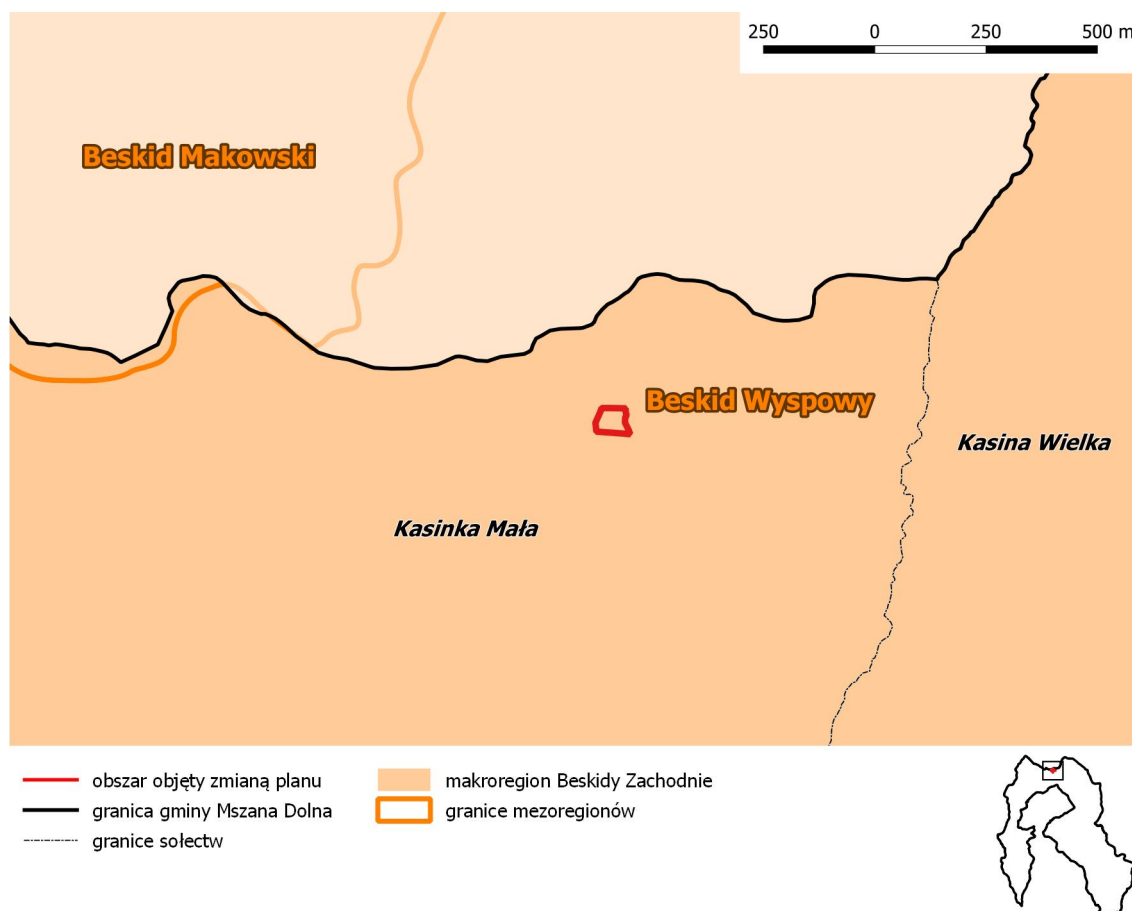 250 0 250 500 m
Beskid Makowski
Beskid Wyspowy
Kasina Wielka
Kasinka Mała
obszar objęty zmianą planu
granica gminy Mszana Dolna
granice sołectw
makroregion Beskidy Zachodnie
granice mezoregionów